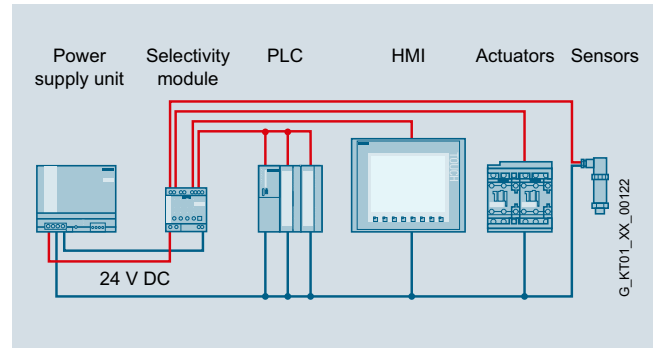 Power
supply unit
Selectivity
module
PLC
HMI
Actuators
Sensors
24 V DC
G_KT01_XX_00122